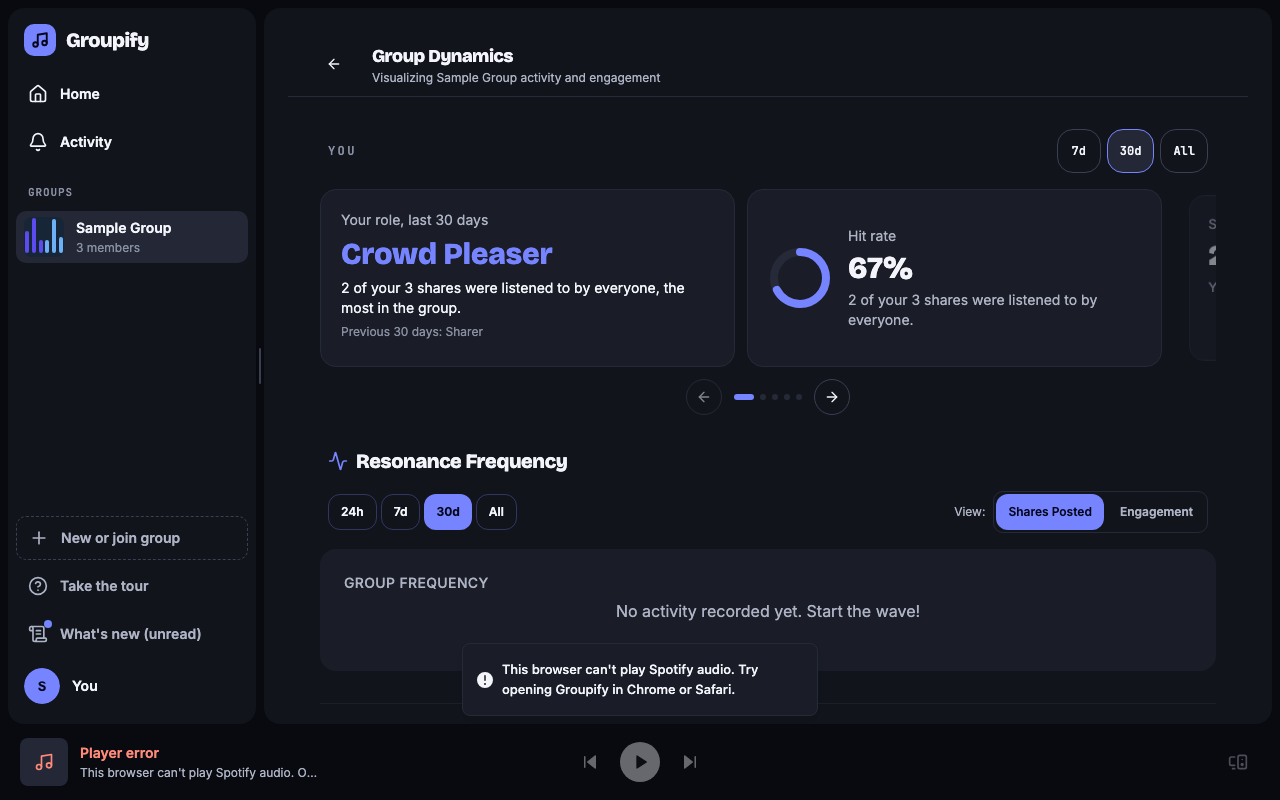 Groupify
Home
Activity
GROUPS
Sample Group
3 members
New or join group
Take the tour
What's new (unread)
S
You
Group Dynamics
Visualizing Sample Group activity and engagement
YOU
7d
30d
All
Your role, last 30 days
Crowd Pleaser
2 of your 3 shares were listened to by everyone, the
most in the group.
Previous 30 days: Sharer
Hit rate
67%
2 of your 3 shares were listened to by
everyone.
Resonance Frequency
24h
7d
30d
All
View:
Shares Posted
Engagement
GROUP FREQUENCY
No activity recorded yet. Start the wave!
This browser can't play Spotify audio. Try
opening Groupify in Chrome or Safari.
Player error
This browser can't play Spotify audio. O...